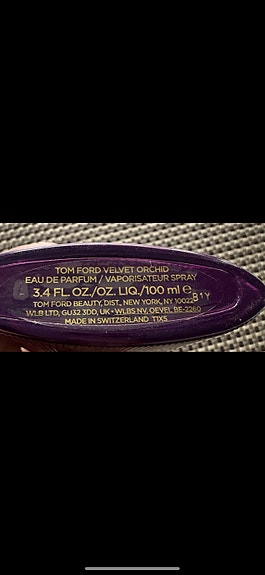 TOM FORD VELVET ORCHID
EAU DE PARFUM / VAPORISATEUR SPRAY
3.4 FL. OZ./OZ. LIQ./100 ml ℮
TOM FORD BEAUTY, DIST., NEW YORK, NY 10022
WLB LTD, GU32 3DD, UK • WLBS NV, OEVEL BE-2260
MADE IN SWITZERLAND T1X5